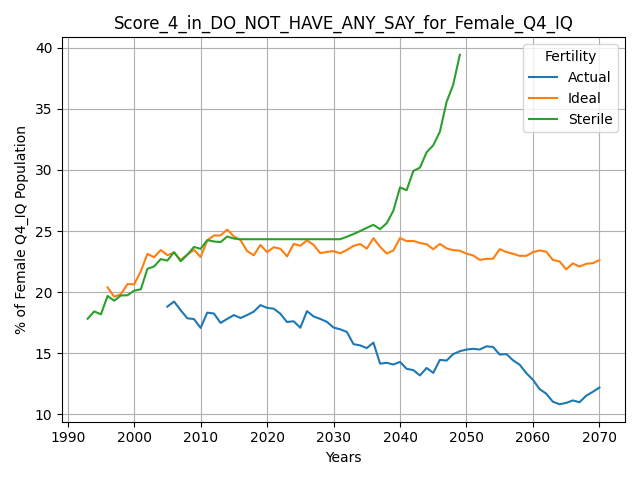 Score_4_in_DO_NOT_HAVE_ANY_SAY_for_Female_Q4_IQ
% of Female Q4_IQ Population
40
35
30
25
20
15
10
Fertility
Actual
Ideal
Sterile
1990 2000 2010 2020 2030 2040 2050 2060 2070
Years